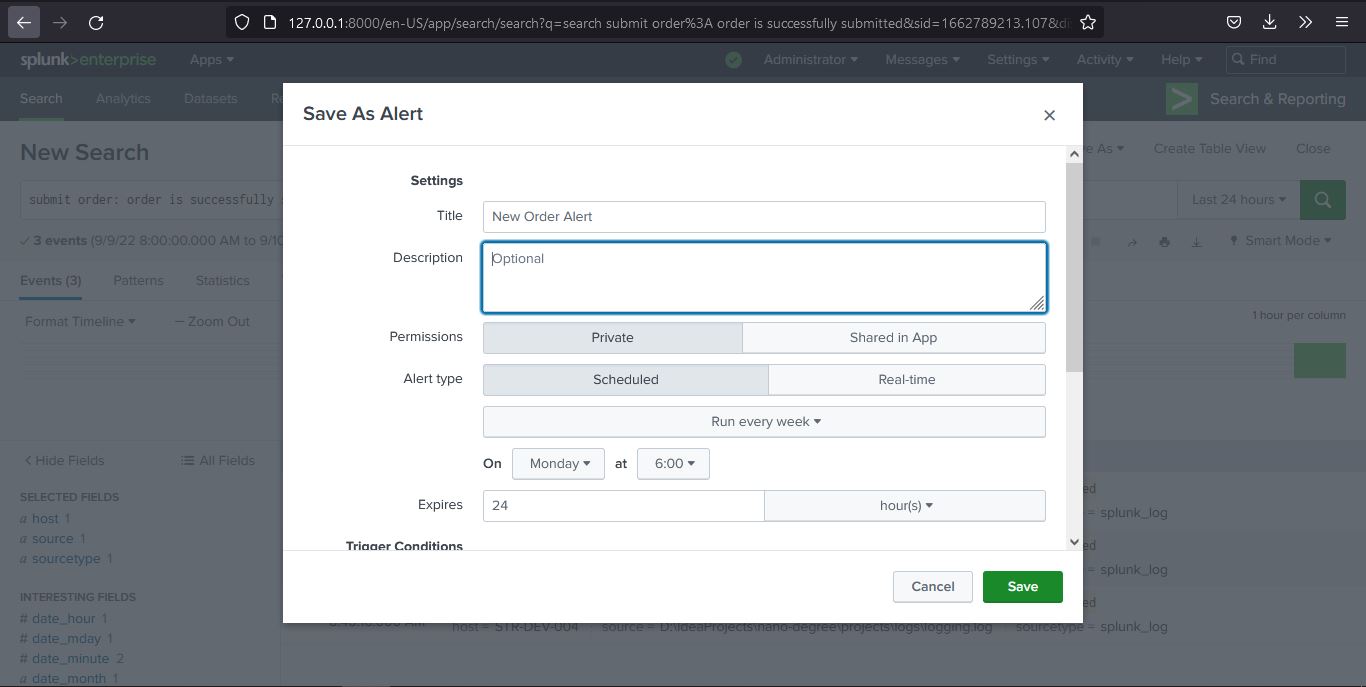 127.0.0.1:8000/en-US/app/search/search?q=search submit order%3A order is successfully submitted&sid=1662789213.107&di
splunk>enterprise Apps Administrator Messages Settings Activity Help Find
Search Analytics Datasets Search & Reporting
Save As Alert
New Search
As Create Table View Close
Settings
submit order: order is successfully Last 24 hours
Title New Order Alert
3 events (9/9/22 8:00:00.000 AM to 9/10 Smart Mode
Description Optional
Events (3) Patterns Statistics
Format Timeline — Zoom Out 1 hour per column
Permissions Private Shared in App
Alert type Scheduled Real-time
Run every week
On Monday at 6:00
Hide Fields All Fields
Expires 24 hour(s)
SELECTED FIELDS
a host 1
= splunk_log
a source 1
Trigger Conditions
a sourcetype 1
= splunk_log
Cancel Save
INTERESTING FIELDS
# date_hour 1
host = STR-DEV-004 source = D:\IdeaProjects\nano-degree\projects\logs\logging.log sourcetype = splunk_log
# date_mday 1
# date_minute 2
a date_month 1